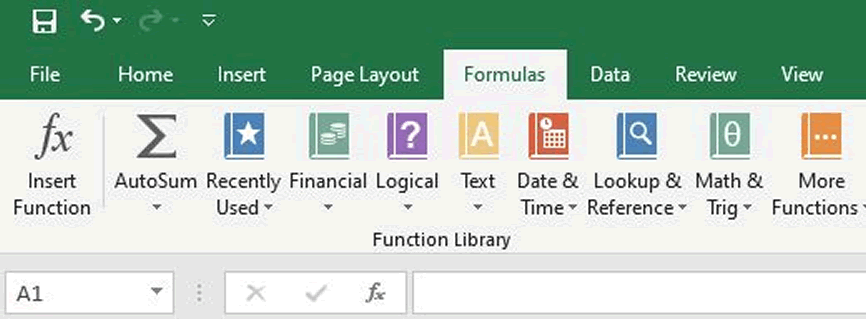 File Home Insert Page Layout Formulas Data Review View
fx Σ ? A θ
Insert AutoSum Recently Financial Logical Text Date & Lookup & Math & More
Function Used Time Reference Trig Functions
Function Library
A1 fx